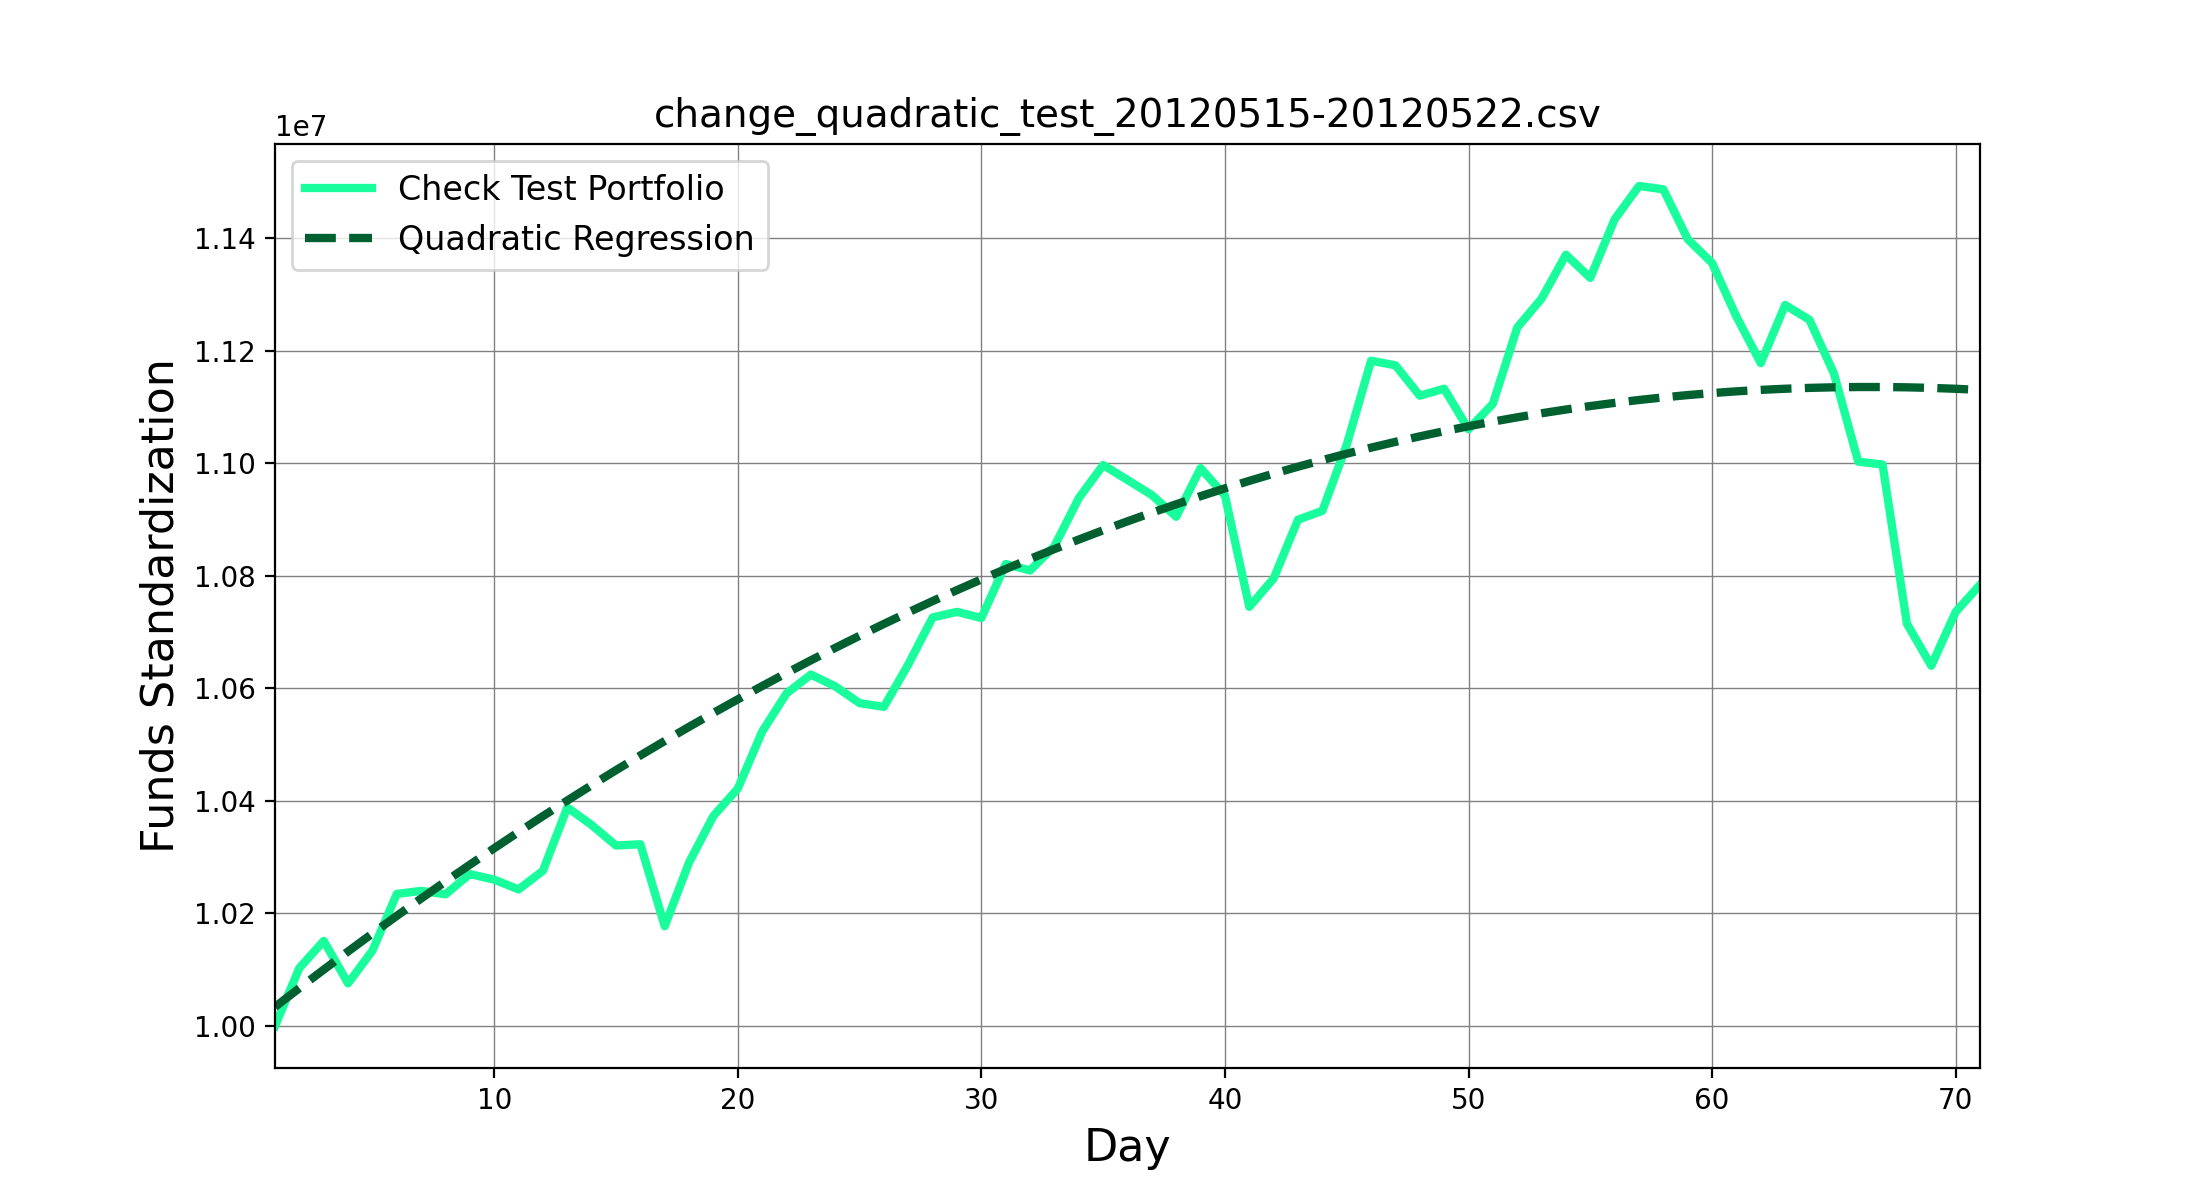 change_quadratic_test_20120515-20120522.csv
1e7
Check Test Portfolio
Quadratic Regression
1.14
1.12
1.10
1.08
1.06
1.04
1.02
1.00
Funds Standardization
10 20 30 40 50 60 70
Day